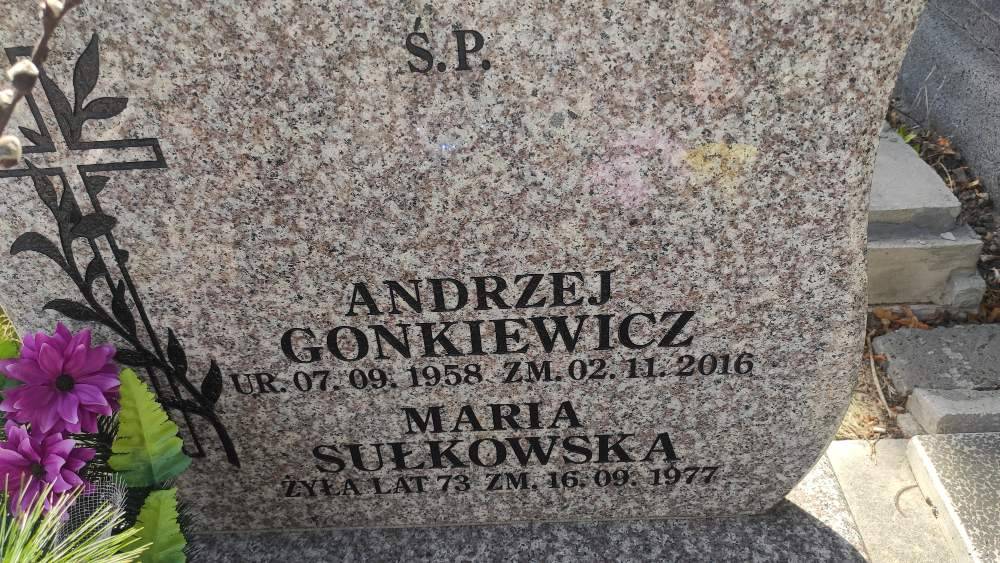 Ś.P.
ANDRZEJ
GONKIEWICZ
UR. 07. 09. 1958 ZM. 02. 11. 2016
MARIA
SUŁKOWSKA
ŻYŁA LAT 73 ZM. 16. 09. 1977